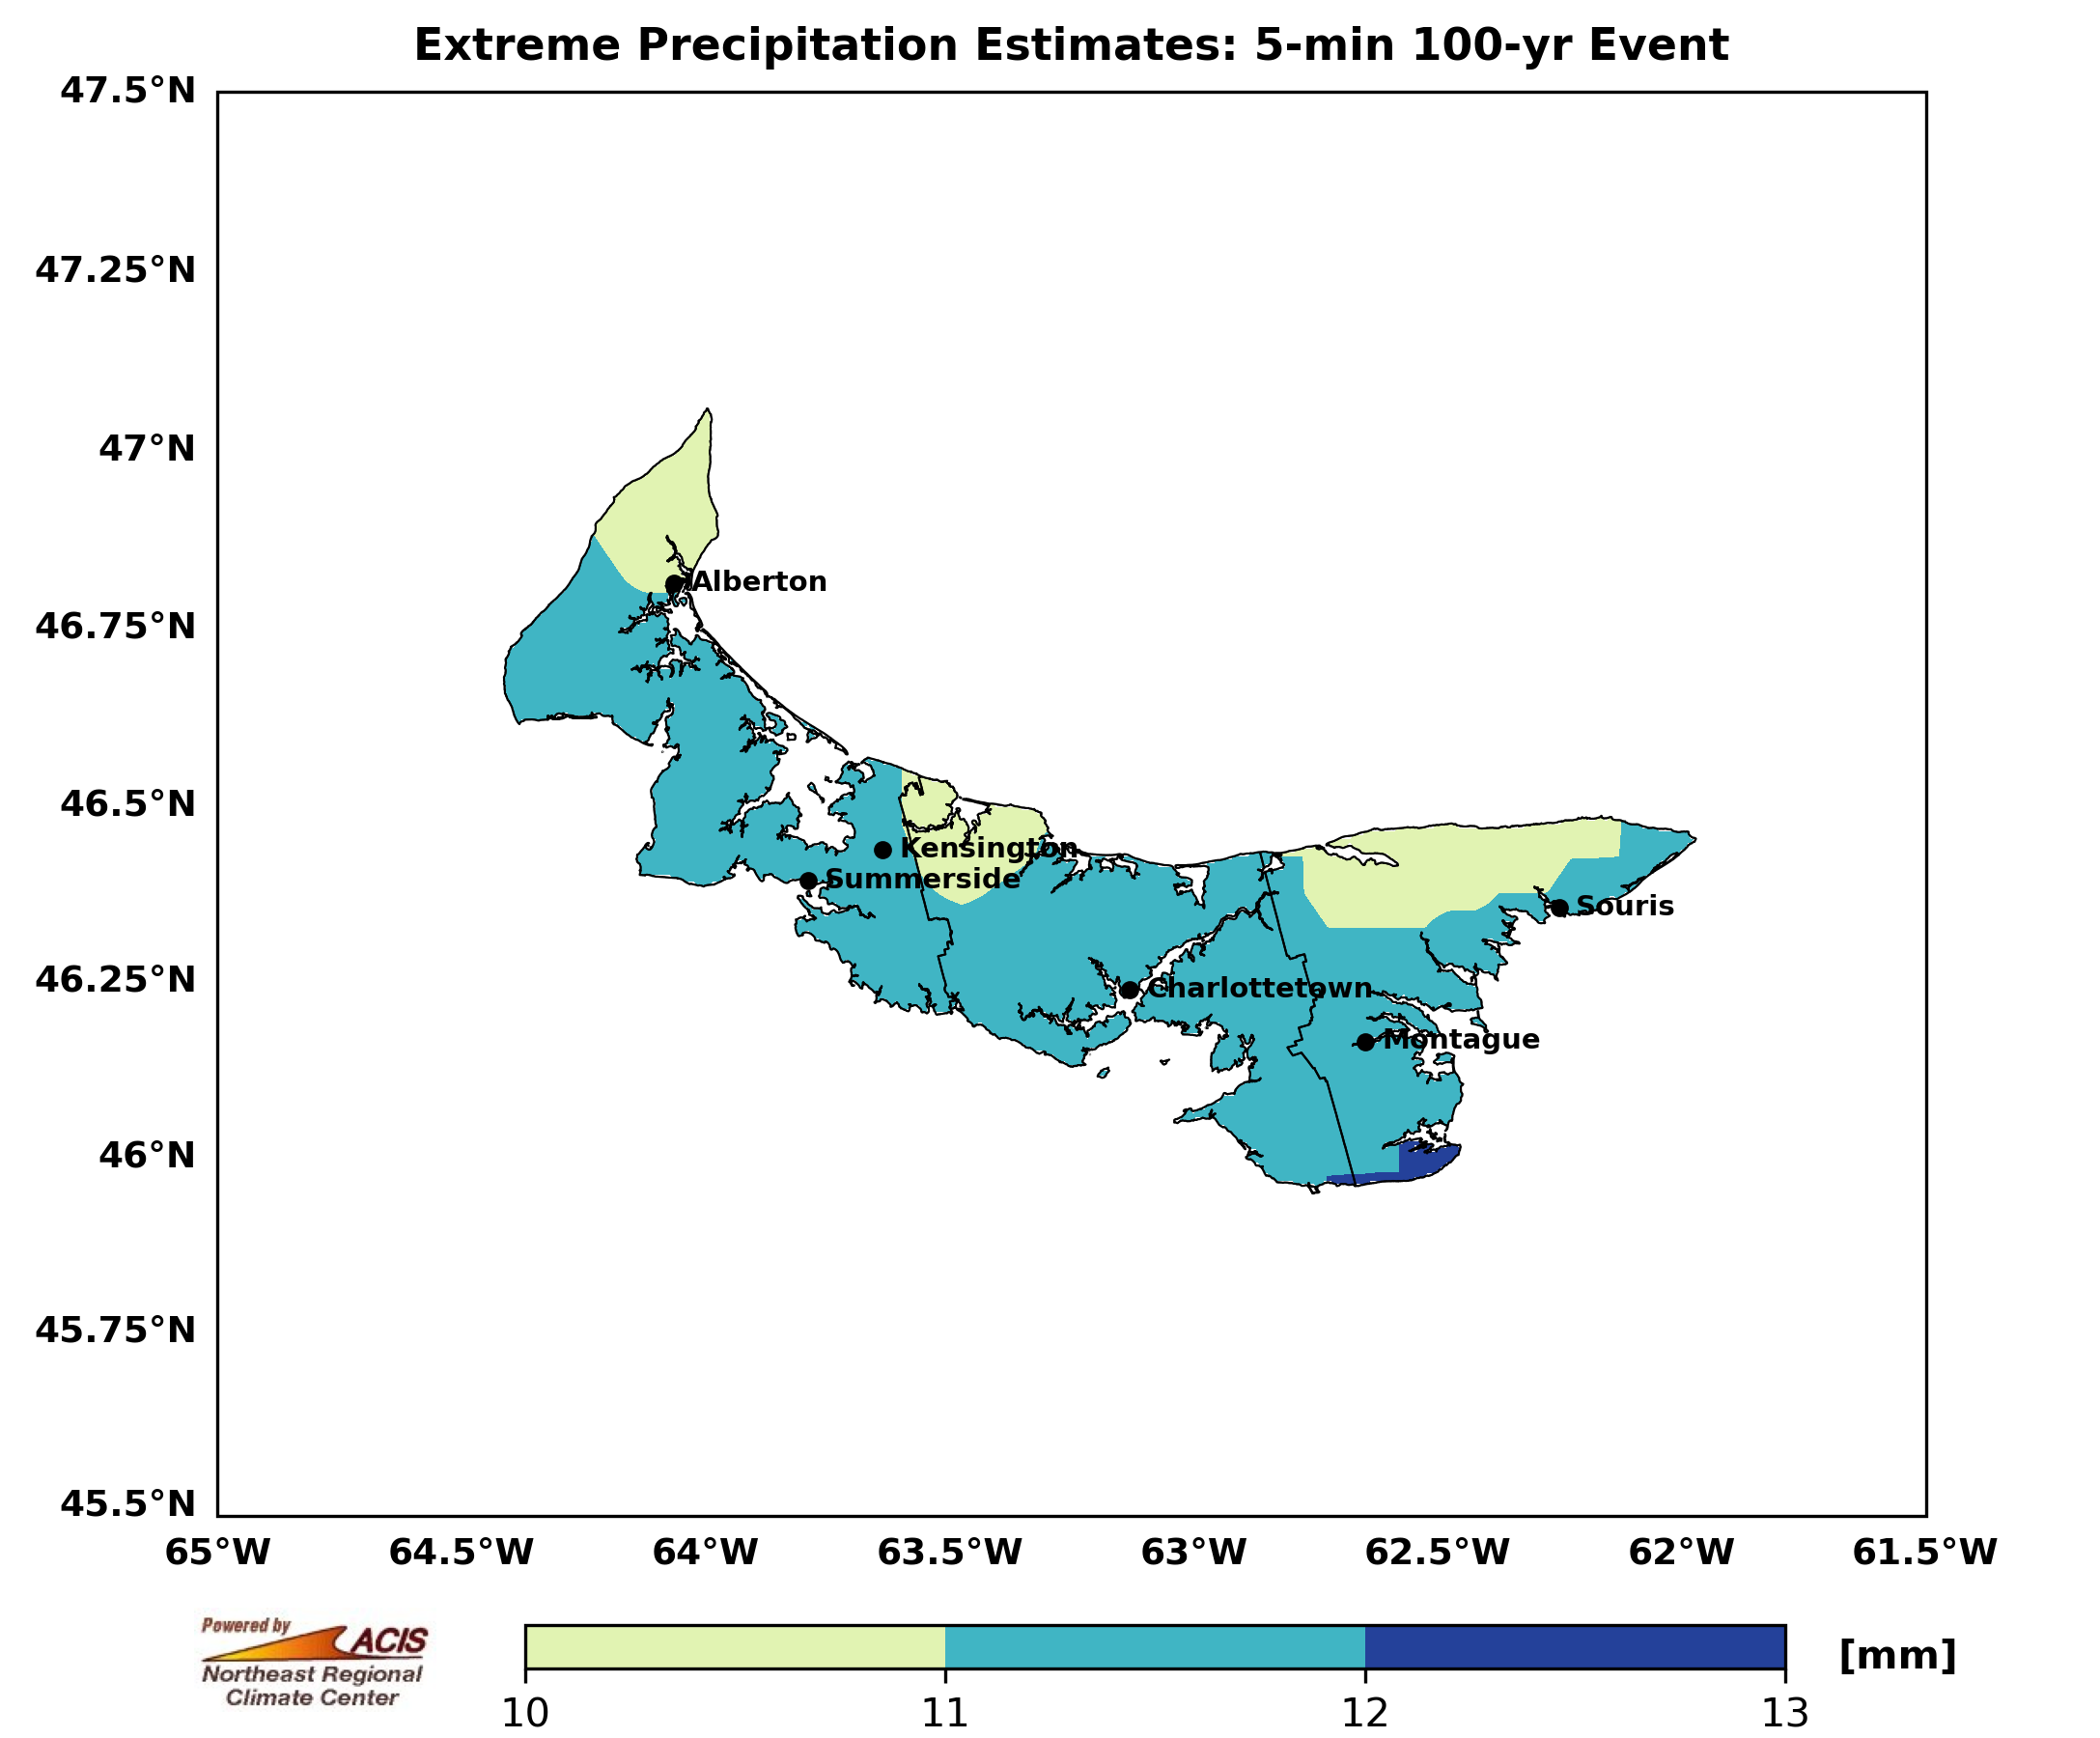 Extreme Precipitation Estimates: 5-min 100-yr Event
47.5°N
47.25°N
47°N
46.75°N
46.5°N
46.25°N
46°N
45.75°N
45.5°N
Alberton
Kensington
Summerside
Souris
Charlottetown
Montague
65°W 64.5°W 64°W 63.5°W 63°W 62.5°W 62°W 61.5°W
Powered by
ACIS
Northeast Regional
Climate Center
[mm]
10 11 12 13